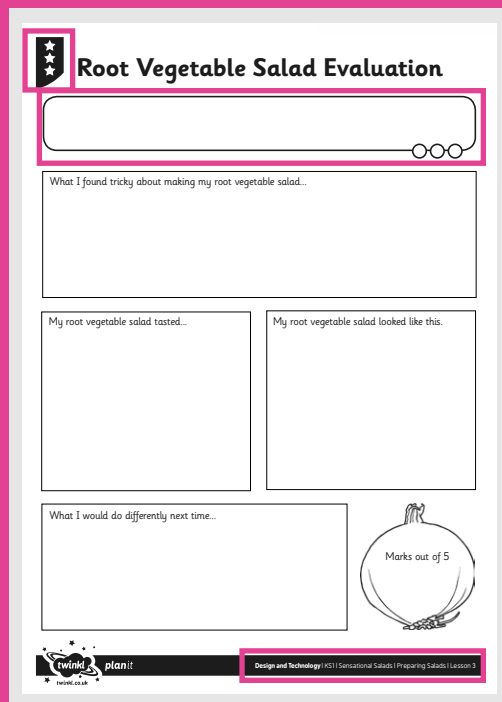 Root Vegetable Salad Evaluation
What I found tricky about making my root vegetable salad...
My root vegetable salad tasted...
My root vegetable salad looked like this.
What I would do differently next time...
Marks out of 5
twinkl planit
twinkl.co.uk
Design and Technology | KS1 | Sensational Salads | Preparing Salads | Lesson 3